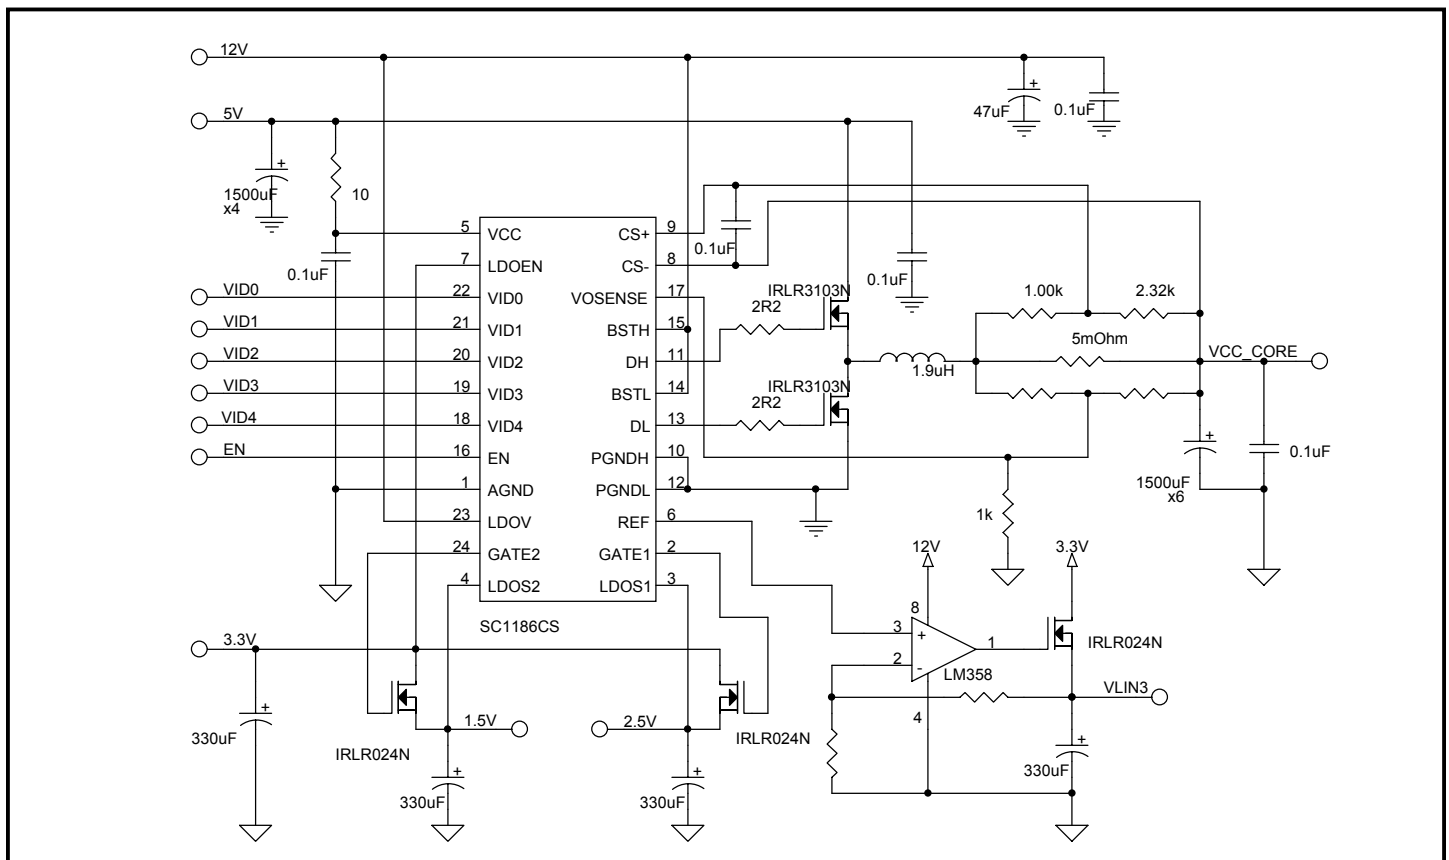 12V
47uF
+
0.1uF
5V
1500uF
x4
+
10
0.1uF
5
VCC
CS+
9
0.1uF
7
LDOEN
CS-
8
0.1uF
VID0
22
VID0
VOSENSE
17
IRLR3103N
2R2
1.00k
2.32k
VID1
21
VID1
BSTH
15
5mOhm
VID2
20
VID2
DH
11
1.9uH
VCC_CORE
VID3
19
VID3
BSTL
14
IRLR3103N
2R2
VID4
18
VID4
DL
13
EN
16
EN
PGNDH
10
+
1500uF
x6
0.1uF
1
AGND
PGNDL
12
23
LDOV
REF
6
1k
24
GATE2
GATE1
2
12V
3.3V
4
LDOS2
LDOS1
3
SC1186CS
8
3
+
2
-
1
LM358
4
IRLR024N
3.3V
+
330uF
IRLR024N
1.5V
+
330uF
2.5V
IRLR024N
+
330uF
VLIN3
+
330uF